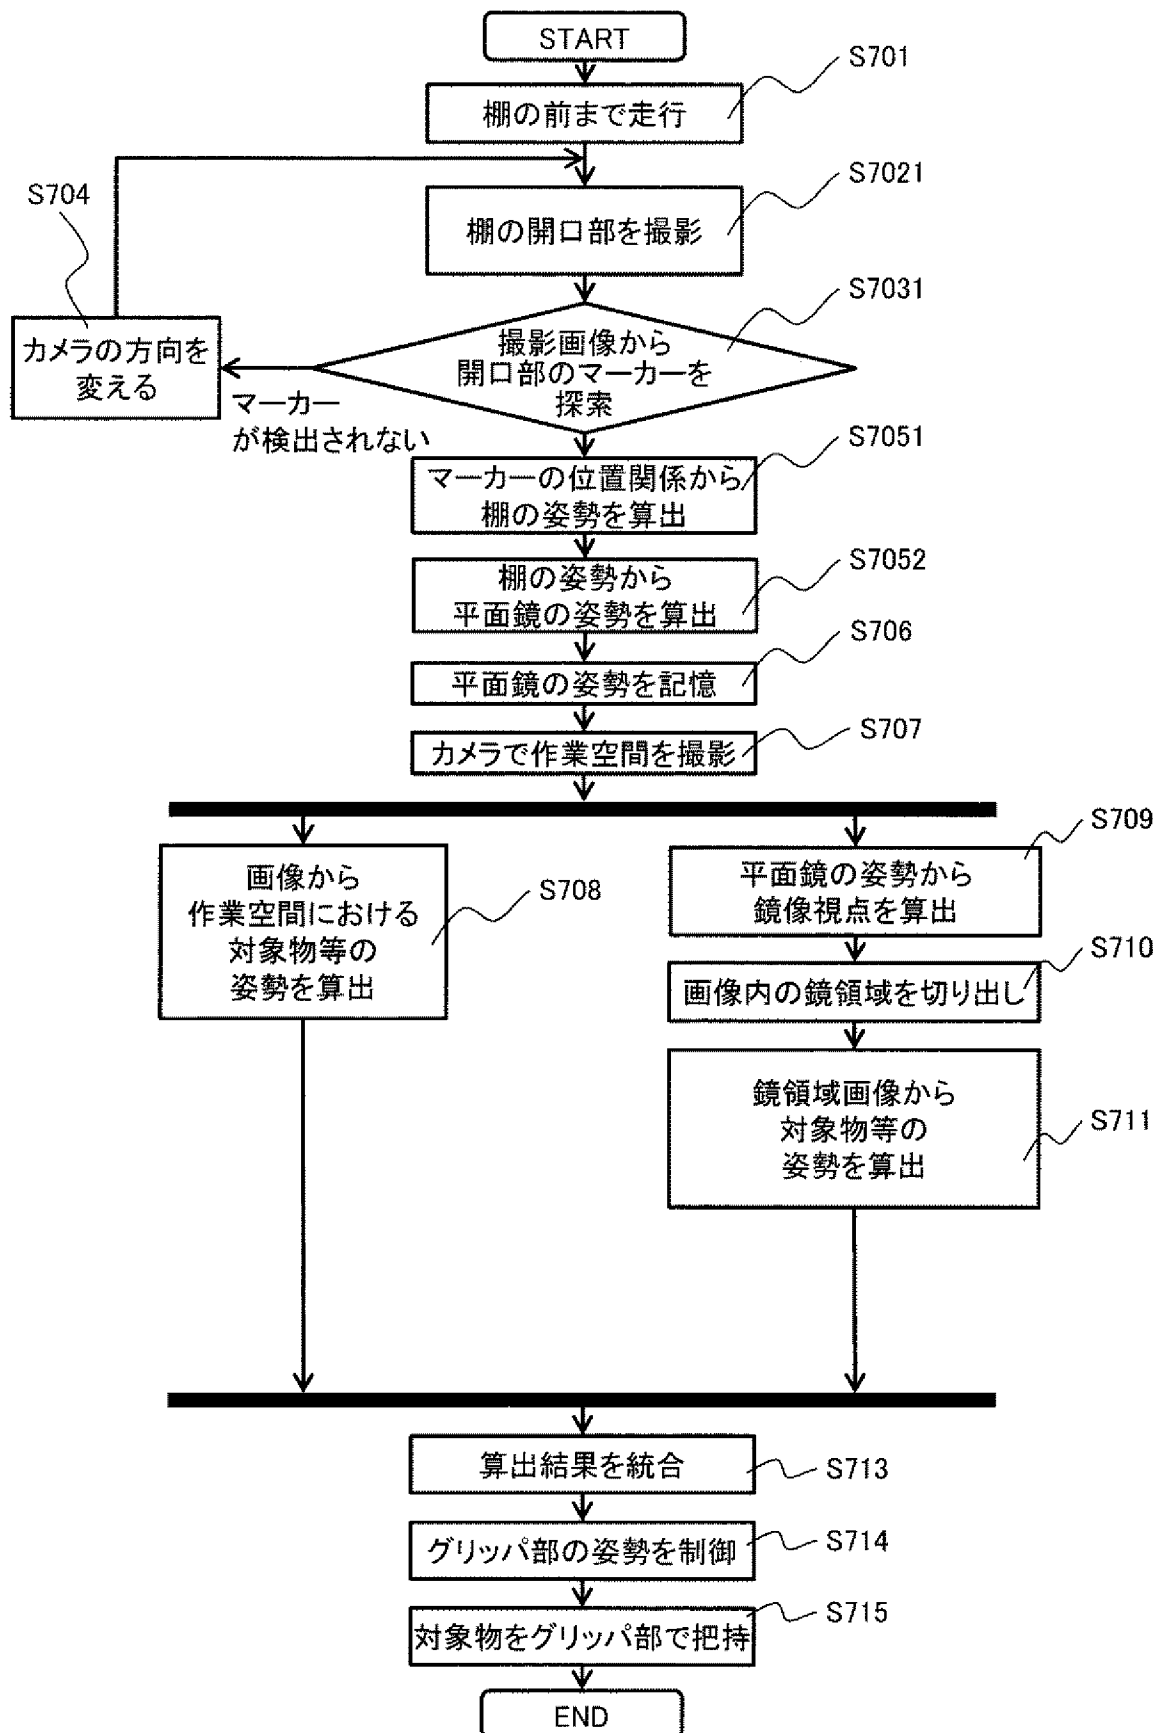 START
S701
棚の前まで走行
S704
S7021
棚の開口部を撮影
S7031
カメラの方向を
変える
撮影画像から
開口部のマーカーを
探索
マーカー
が検出されない
S7051
マーカーの位置関係から
棚の姿勢を算出
S7052
棚の姿勢から
平面鏡の姿勢を算出
S706
平面鏡の姿勢を記憶
S707
カメラで作業空間を撮影
画像から
作業空間における
対象物等の
姿勢を算出
S708
S709
平面鏡の姿勢から
鏡像視点を算出
S710
画像内の鏡領域を切り出し
鏡領域画像から
対象物等の
姿勢を算出
S711
算出結果を統合
S713
グリッパ部の姿勢を制御
S714
S715
対象物をグリッパ部で把持
END